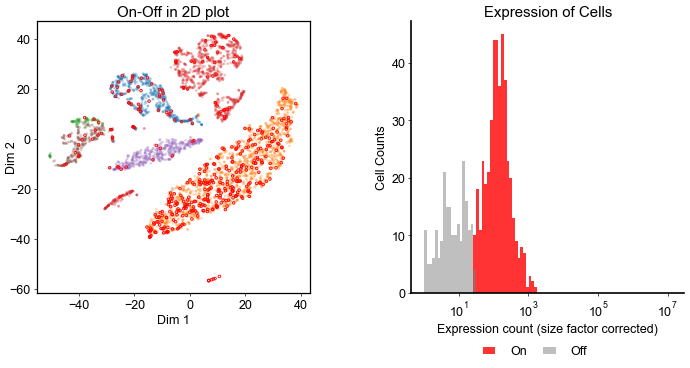 On-Off in 2D plot
Dim 2
40
20
0
−20
−40
−60
−40
−20
0
20
40
Dim 1
Expression of Cells
Cell Counts
40
30
20
10
0
10^1
10^3
10^5
10^7
Expression count (size factor corrected)
On Off